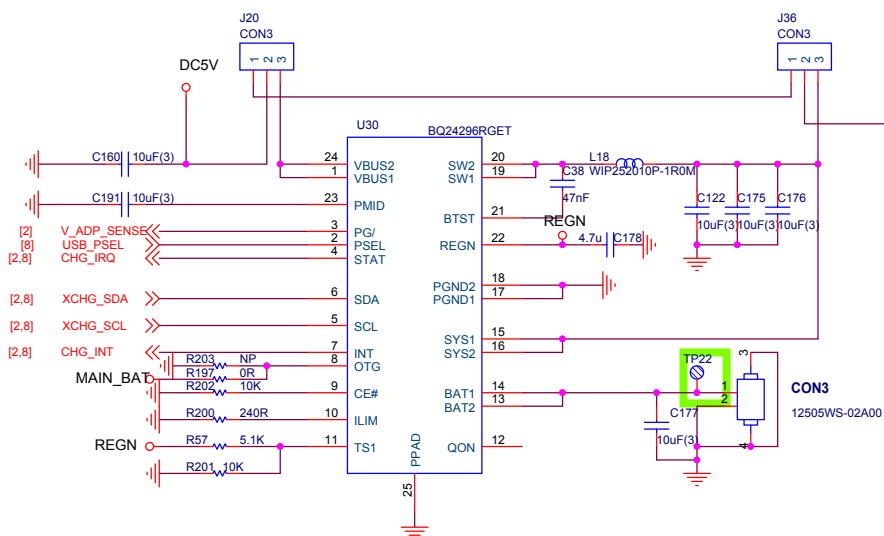 J20
CON3
1 2 3
DC5V
J36
CON3
1 2 3
U30
BQ24296RGET
C160 10uF(3)
24 VBUS2
1 VBUS1
SW2 20
SW1 19
L18
WIP252010P-1R0M
C38
47nF
C191 10uF(3)
23 PMID
BTST 21
REGN
C122
10uF(3)
C175
10uF(3)
C176
10uF(3)
[2] V_ADP_SENSE
3 PG/
[8] USB_PSEL
2 PSEL
[2,8] CHG_IRQ
4 STAT
REGN 22
4.7u C178
PGND2 18
PGND1 17
[2,8] XCHG_SDA
6 SDA
[2,8] XCHG_SCL
5 SCL
SYS1 15
SYS2 16
[2,8] CHG_INT
7 INT
R203 NP
8 OTG
MAIN_BAT
R197 0R
R202 10K
9 CE#
BAT1 14
BAT2 13
TP22
3
1
2
4
CON3
12505WS-02A00
C177
10uF(3)
R200 240R
10 ILIM
REGN
R57 5.1K
11 TS1
QON 12
R201 10K
PPAD
25